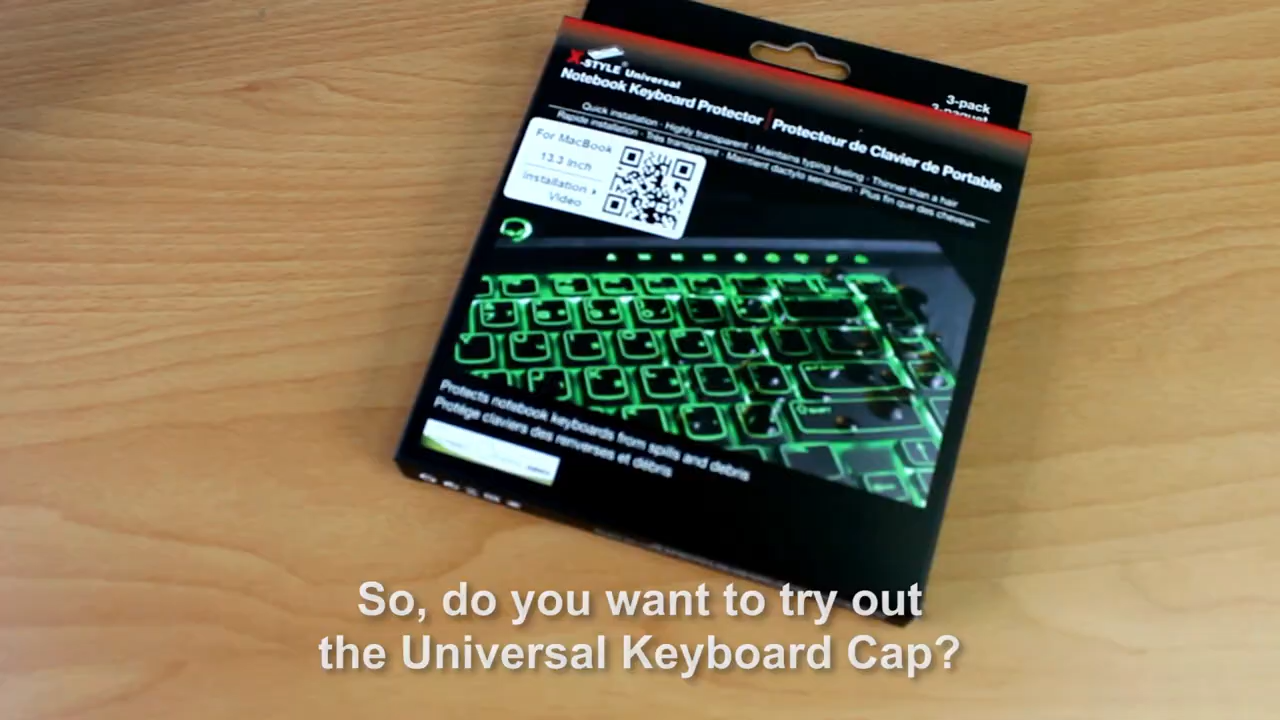 X-STYLE® Universal
Notebook Keyboard Protector | Protecteur de Clavier de Portable
3-pack
3-paquet
Quick installation · Highly transparent · Maintains typing feeling · Thinner than a hair
Rapide installation · Très transparent · Maintient dactylo sensation · Plus fin que des cheveux
For MacBook
13.3 inch
installation
Video
Protects notebook keyboards from spills and debris
Protège claviers des renverses et débris
So, do you want to try out
the Universal Keyboard Cap?